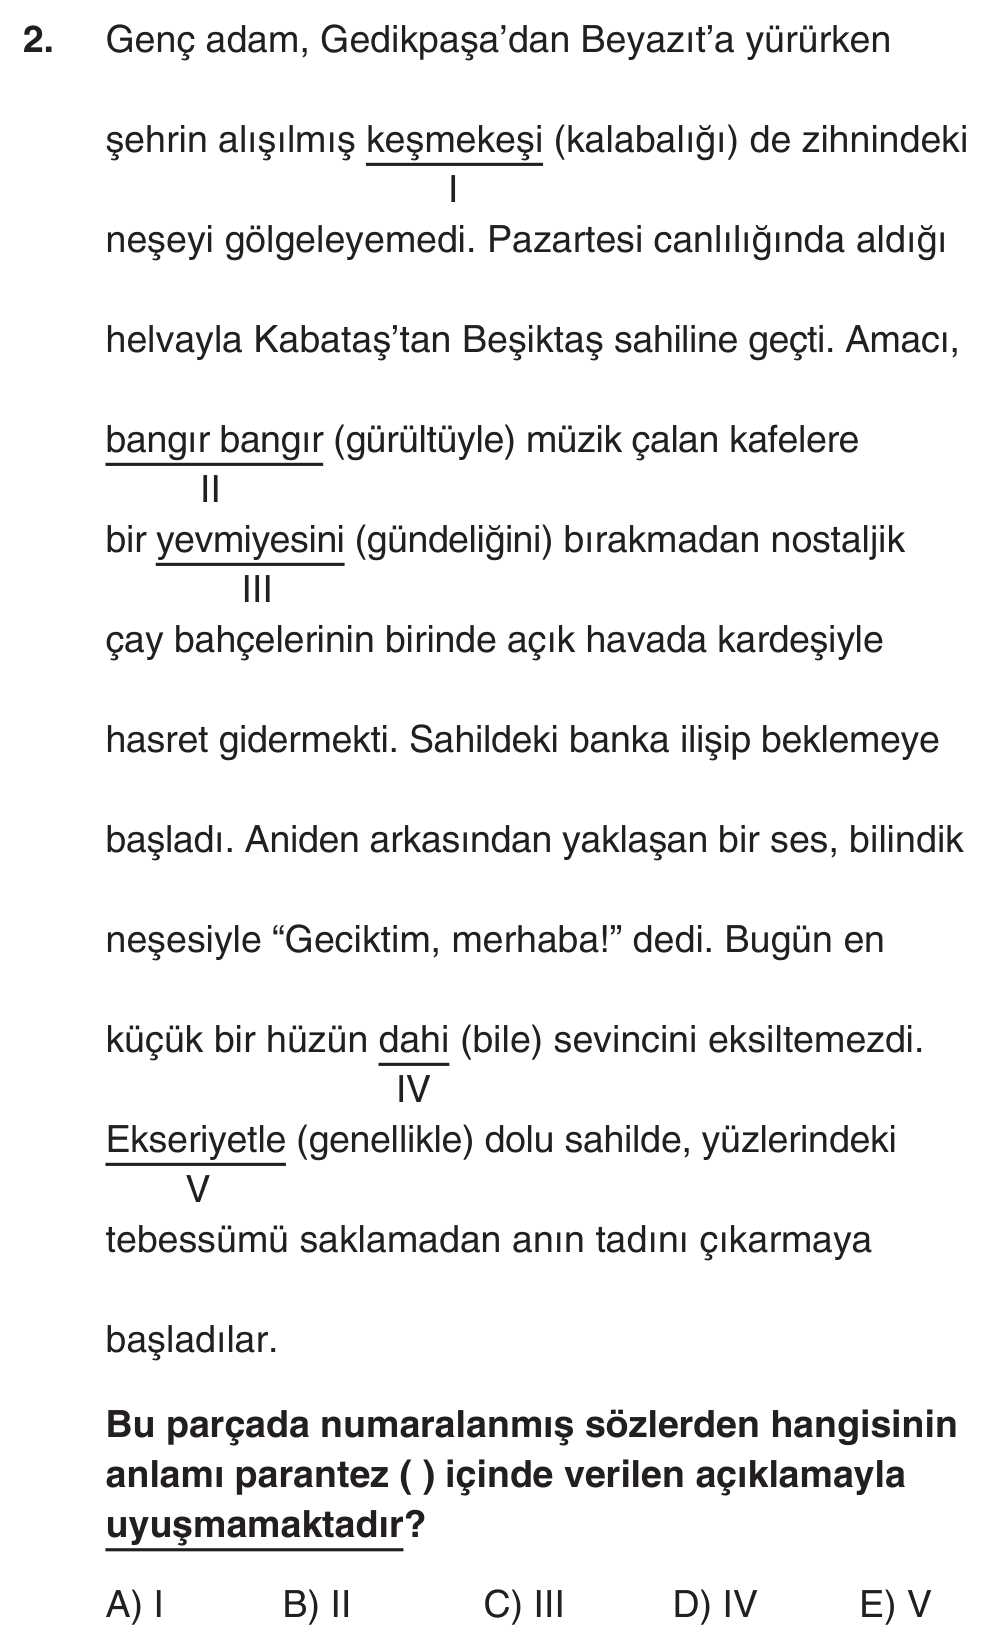 2. Genç adam, Gedikpaşa’dan Beyazıt’a yürürken
şehrin alışılmış keşmekeşi (kalabalığı) de zihnindeki
I
neşeyi gölgeleyemedi. Pazartesi canlılığında aldığı
helvayla Kabataş’tan Beşiktaş sahiline geçti. Amacı,
bangır bangır (gürültüyle) müzik çalan kafelere
II
bir yevmiyesini (gündeliğini) bırakmadan nostaljik
III
çay bahçelerinin birinde açık havada kardeşiyle
hasret gidermekti. Sahildeki banka ilişip beklemeye
başladı. Aniden arkasından yaklaşan bir ses, bilindik
neşesiyle “Geciktim, merhaba!” dedi. Bugün en
küçük bir hüzün dahi (bile) sevincini eksiltemezdi.
IV
Ekseriyetle (genellikle) dolu sahilde, yüzlerindeki
V
tebessümü saklamadan anın tadını çıkarmaya
başladılar.
Bu parçada numaralanmış sözlerden hangisinin
anlamı parantez ( ) içinde verilen açıklamayla
uyuşmamaktadır?
A) I B) II C) III D) IV E) V